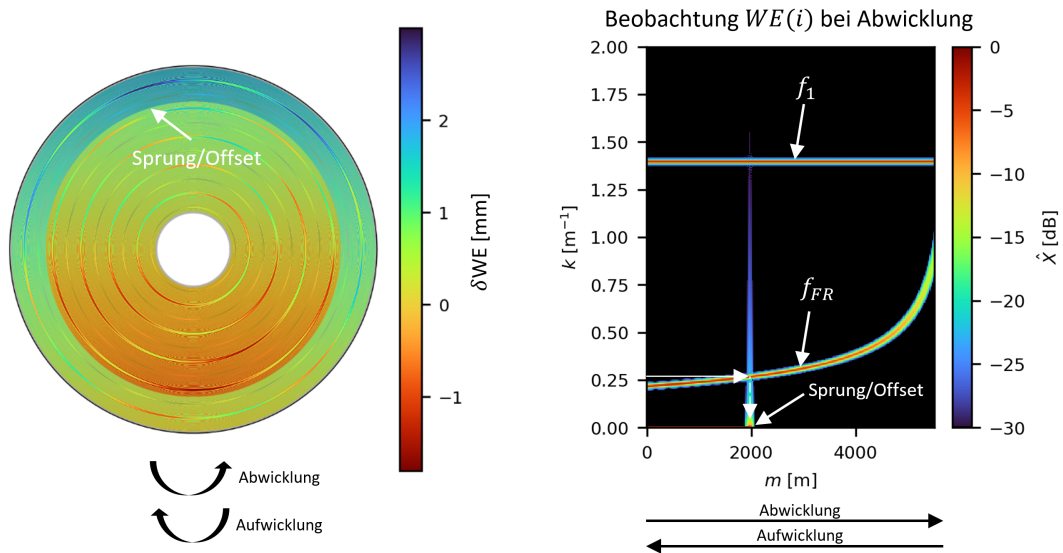 Sprung/Offset
2
1
0
−1
δWE [mm]
Abwicklung
Aufwicklung
Beobachtung WE(i) bei Abwicklung
2.00
1.75
1.50
1.25
1.00
0.75
0.50
0.25
0.00
k [m⁻¹]
f₁
f_FR
Sprung/Offset
0
2000
4000
m [m]
0
−5
−10
−15
−20
−25
−30
X̂ [dB]
Abwicklung
Aufwicklung